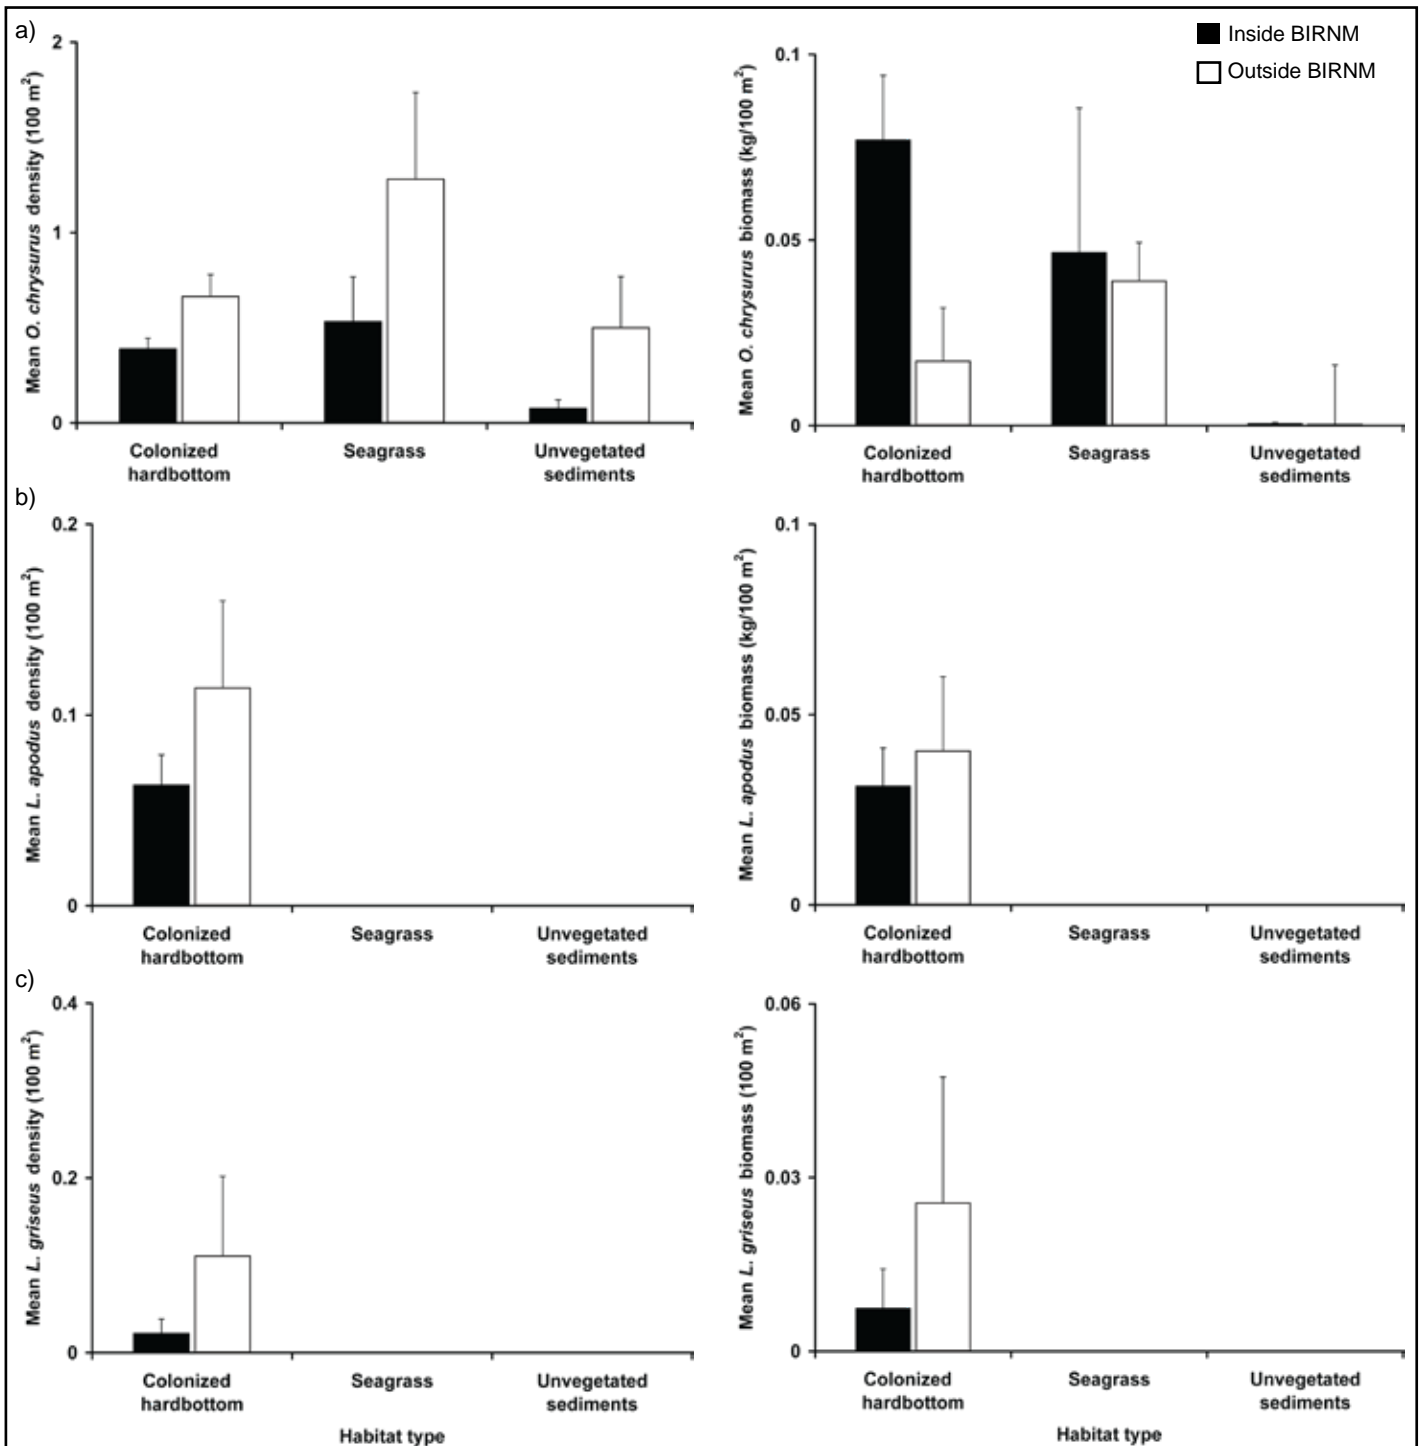 a)
Inside BIRNM
Outside BIRNM
Mean O. chrysurus density (100 m²)
2
1
0
Colonized
hardbottom
Seagrass
Unvegetated
sediments
Mean O. chrysurus biomass (kg/100 m²)
0.1
0.05
0
Colonized
hardbottom
Seagrass
Unvegetated
sediments
b)
Mean L. apodus density (100 m²)
0.2
0.1
0
Colonized
hardbottom
Seagrass
Unvegetated
sediments
Mean L. apodus biomass (kg/100 m²)
0.1
0.05
0
Colonized
hardbottom
Seagrass
Unvegetated
sediments
c)
Mean L. griseus density (100 m²)
0.4
0.2
0
Colonized
hardbottom
Seagrass
Unvegetated
sediments
Habitat type
Mean L. griseus biomass (100 m²)
0.06
0.03
0
Colonized
hardbottom
Seagrass
Unvegetated
sediments
Habitat type